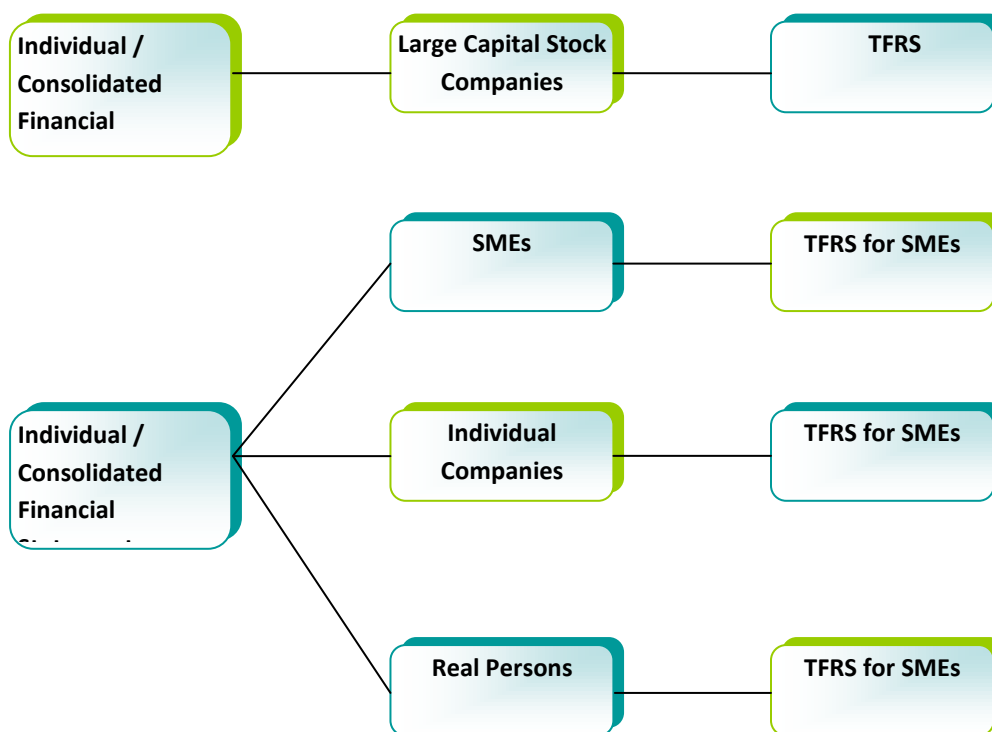 Individual /
Consolidated
Financial
Large Capital Stock
Companies
TFRS
SMEs
TFRS for SMEs
Individual /
Consolidated
Financial
Individual
Companies
TFRS for SMEs
Real Persons
TFRS for SMEs